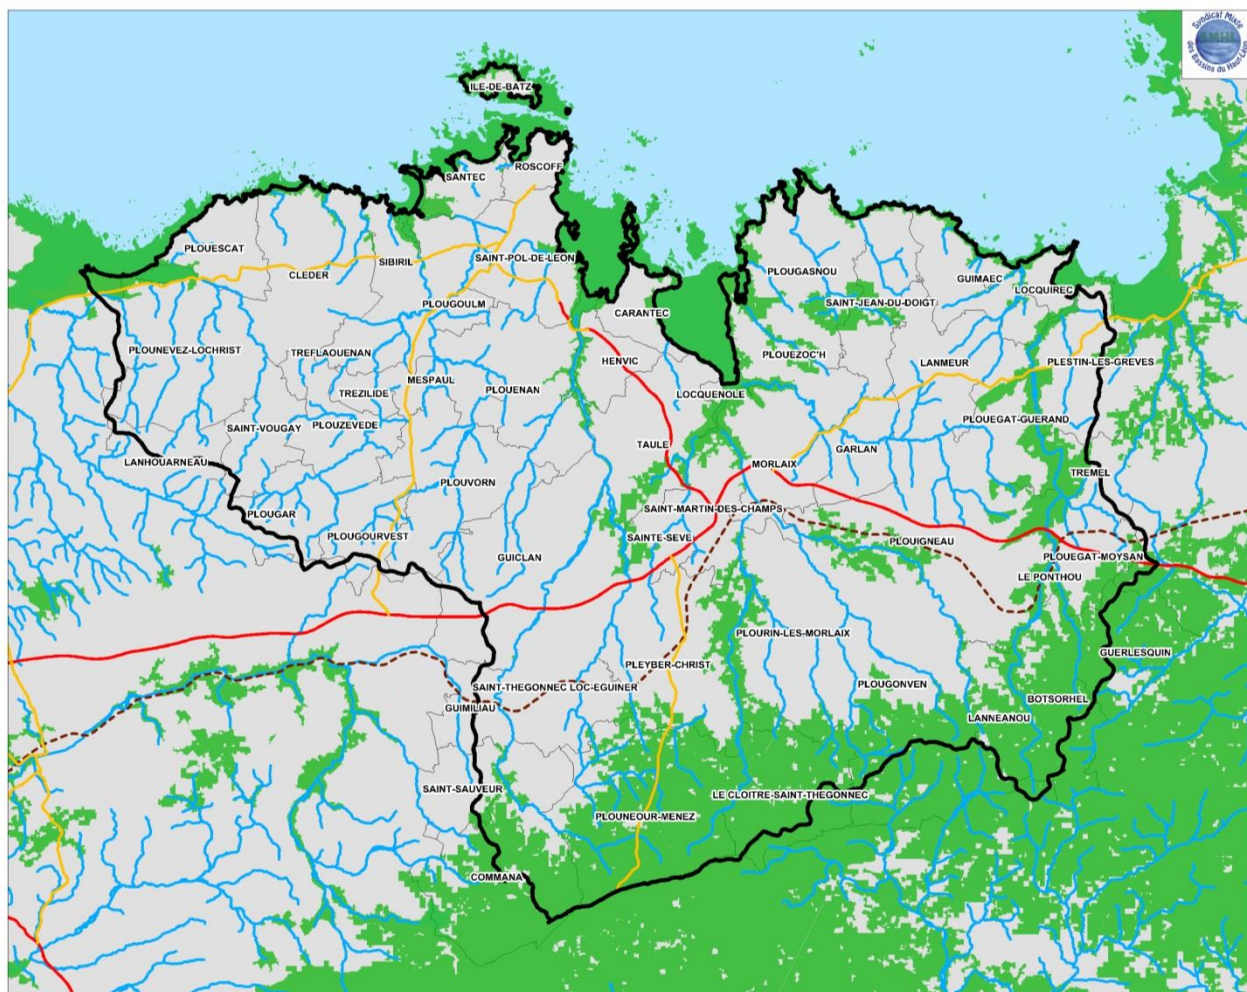 Syndicat Mixte
SMHL
des Bassins du Haut-Léon
ILE-DE-BATZ
ROSCOFF
SANTEC
PLOUESCAT
SAINT-POL-DE-LEON
SIBIRIL
CLEDER
PLOUGASNOU
GUIMAEC
LOCQUIREC
PLOUGOULM
SAINT-JEAN-DU-DOIGT
CARANTEC
PLOUNEVEZ-LOCHRIST
TREFLAOUENAN
PLOUEZOC'H
HENVIC
LANMEUR
PLESTIN-LES-GREVES
MESPAUL
PLOUENAN
TREZILIDE
LOCQUENOLE
PLOUEGAT-GUERAND
SAINT-VOUGAY
PLOUZEVEDE
TAULE
GARLAN
LANHOUARNEAU
MORLAIX
TREMEL
PLOUVORN
SAINT-MARTIN-DES-CHAMPS
PLOUGAR
PLOUGOURVEST
SAINTE-SEVE
PLOUIGNEAU
GUICLAN
PLOUEGAT-MOYSAN
LE PONTHOU
PLOURIN-LES-MORLAIX
GUERLESQUIN
PLEYBER-CHRIST
SAINT-THEGONNEC LOC-EGUINER
PLOUGONVEN
BOTSORHEL
GUIMILIAU
LANNEANOU
SAINT-SAUVEUR
LE CLOITRE-SAINT-THEGONNEC
PLOUNEOUR-MENEZ
COMMANA